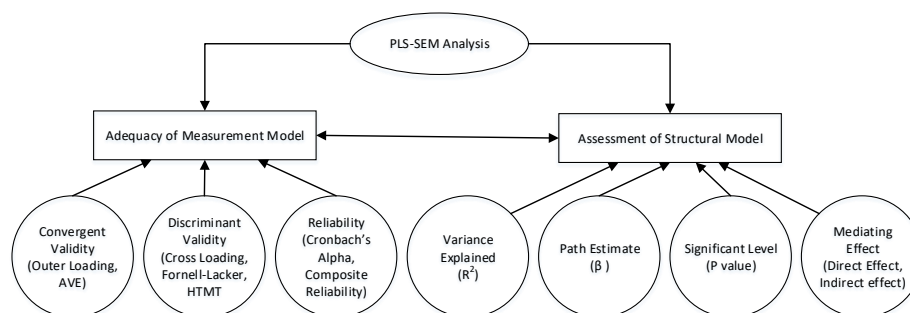 PLS-SEM Analysis
Adequacy of Measurement Model
Assessment of Structural Model
Convergent
Validity
(Outer Loading,
AVE)
Discriminant
Validity
(Cross Loading,
Fornell-Lacker,
HTMT
Reliability
(Cronbach's
Alpha,
Composite
Reliability)
Variance
Explained
(R²)
Path Estimate
(β )
Significant Level
(P value)
Mediating
Effect
(Direct Effect,
Indirect effect)